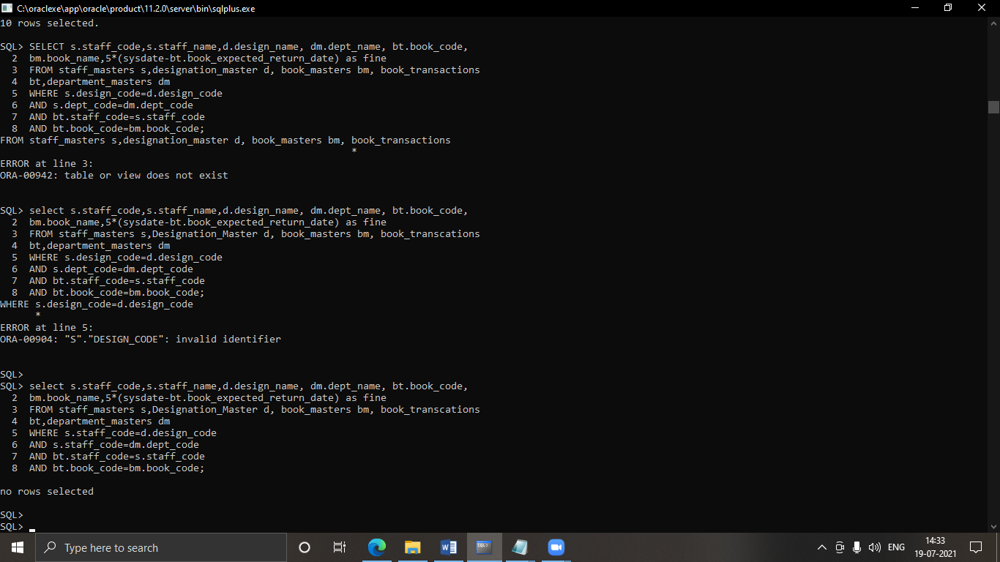 C:\oraclexe\app\oracle\product\11.2.0\server\bin\sqlplus.exe
10 rows selected.
SQL> SELECT s.staff_code,s.staff_name,d.design_name, dm.dept_name, bt.book_code,
2 bm.book_name,5*(sysdate-bt.book_expected_return_date) as fine
3 FROM staff_masters s,designation_master d, book_masters bm, book_transactions
4 bt,department_masters dm
5 WHERE s.design_code=d.design_code
6 AND s.dept_code=dm.dept_code
7 AND bt.staff_code=s.staff_code
8 AND bt.book_code=bm.book_code;
FROM staff_masters s,designation_master d, book_masters bm, book_transactions
*
ERROR at line 3:
ORA-00942: table or view does not exist
SQL> select s.staff_code,s.staff_name,d.design_name, dm.dept_name, bt.book_code,
2 bm.book_name,5*(sysdate-bt.book_expected_return_date) as fine
3 FROM staff_masters s,Designation_Master d, book_masters bm, book_transcations
4 bt,department_masters dm
5 WHERE s.design_code=d.design_code
6 AND s.dept_code=dm.dept_code
7 AND bt.staff_code=s.staff_code
8 AND bt.book_code=bm.book_code;
WHERE s.design_code=d.design_code
*
ERROR at line 5:
ORA-00904: "S"."DESIGN_CODE": invalid identifier
SQL>
SQL> select s.staff_code,s.staff_name,d.design_name, dm.dept_name, bt.book_code,
2 bm.book_name,5*(sysdate-bt.book_expected_return_date) as fine
3 FROM staff_masters s,Designation_Master d, book_masters bm, book_transcations
4 bt,department_masters dm
5 WHERE s.staff_code=d.design_code
6 AND s.staff_code=dm.dept_code
7 AND bt.staff_code=s.staff_code
8 AND bt.book_code=bm.book_code;
no rows selected
SQL>
SQL>
Type here to search
ENG
14:33
19-07-2021